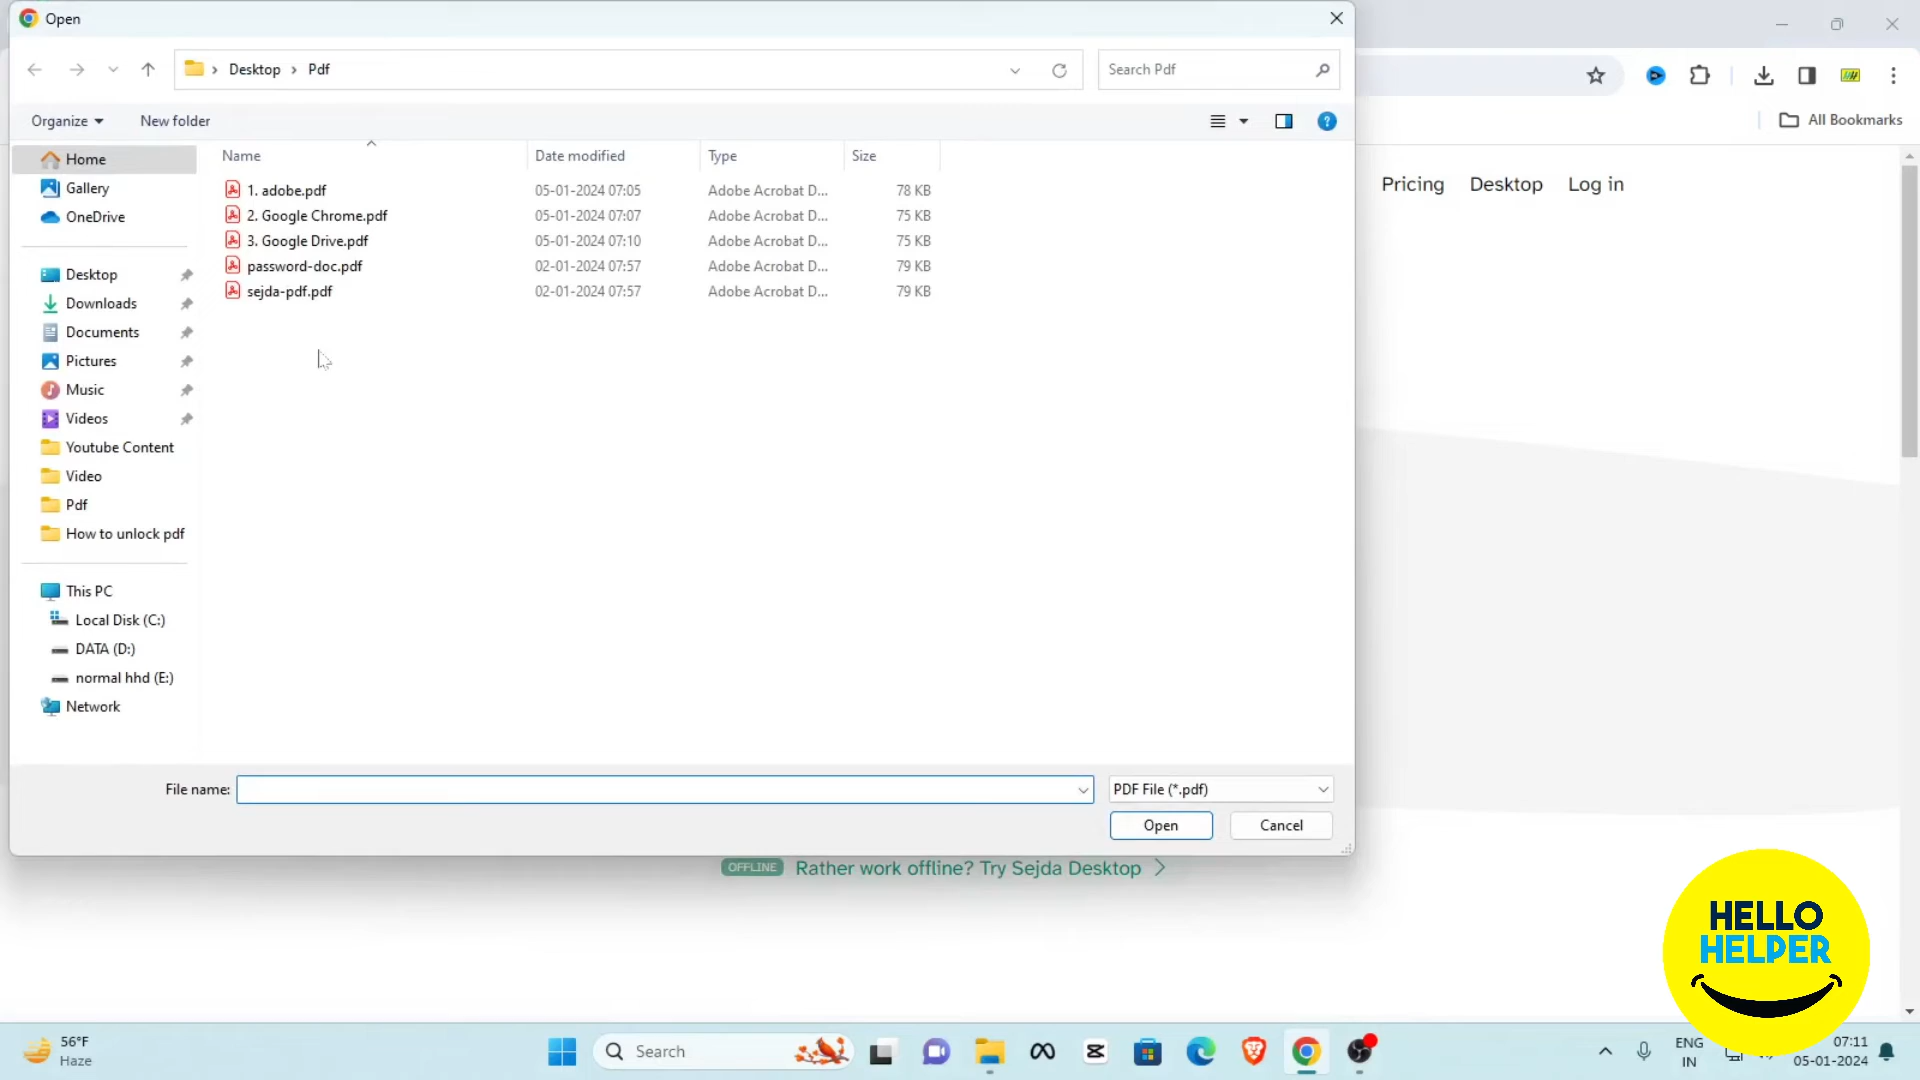 Open
Desktop
Pdf
Search Pdf
All Bookmarks
Organize
New folder
Pricing
Desktop
Log in
Name
Date modified
Type
Size
1. adobe.pdf
05-01-2024 07:05
Adobe Acrobat D...
78 KB
2. Google Chrome.pdf
05-01-2024 07:07
Adobe Acrobat D...
75 KB
3. Google Drive.pdf
05-01-2024 07:10
Adobe Acrobat D...
75 KB
password-doc.pdf
02-01-2024 07:57
Adobe Acrobat D...
79 KB
sejda-pdf.pdf
02-01-2024 07:57
Adobe Acrobat D...
79 KB
Home
Gallery
OneDrive
Desktop
Downloads
Documents
Pictures
Music
Videos
Youtube Content
Video
Pdf
How to unlock pdf
This PC
Local Disk (C:)
DATA (D:)
normal hhd (E:)
Network
File name:
PDF File (*.pdf)
Open
Cancel
OFFLINE
Rather work offline? Try Sejda Desktop
HELLO
HELPER
56°F
Haze
Search
ENG
IN
07:11
05-01-2024